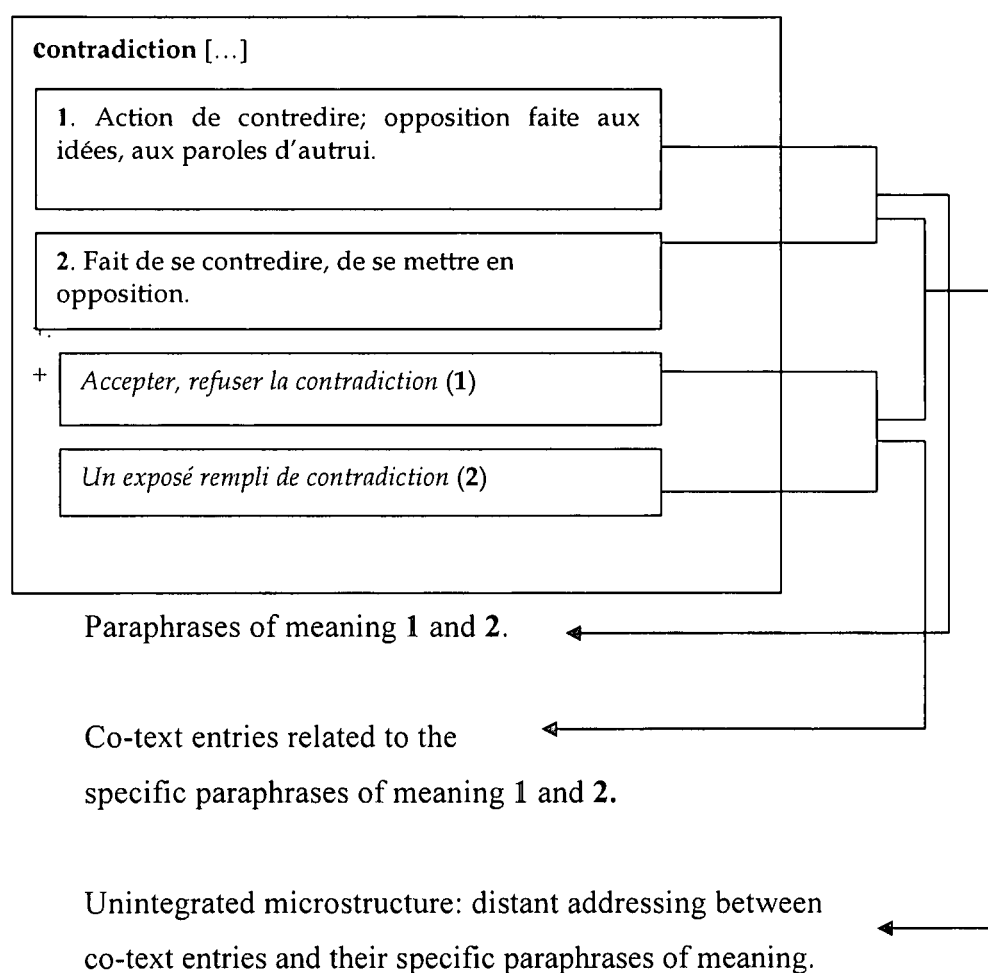 contradiction […]
1. Action de contredire; opposition faite aux
idées, aux paroles d'autrui.
2. Fait de se contredire, de se mettre en
opposition.
+
Accepter, refuser la contradiction (1)
Un exposé rempli de contradiction (2)
Paraphrases of meaning 1 and 2.
Co-text entries related to the
specific paraphrases of meaning 1 and 2.
Unintegrated microstructure: distant addressing between
co-text entries and their specific paraphrases of meaning.